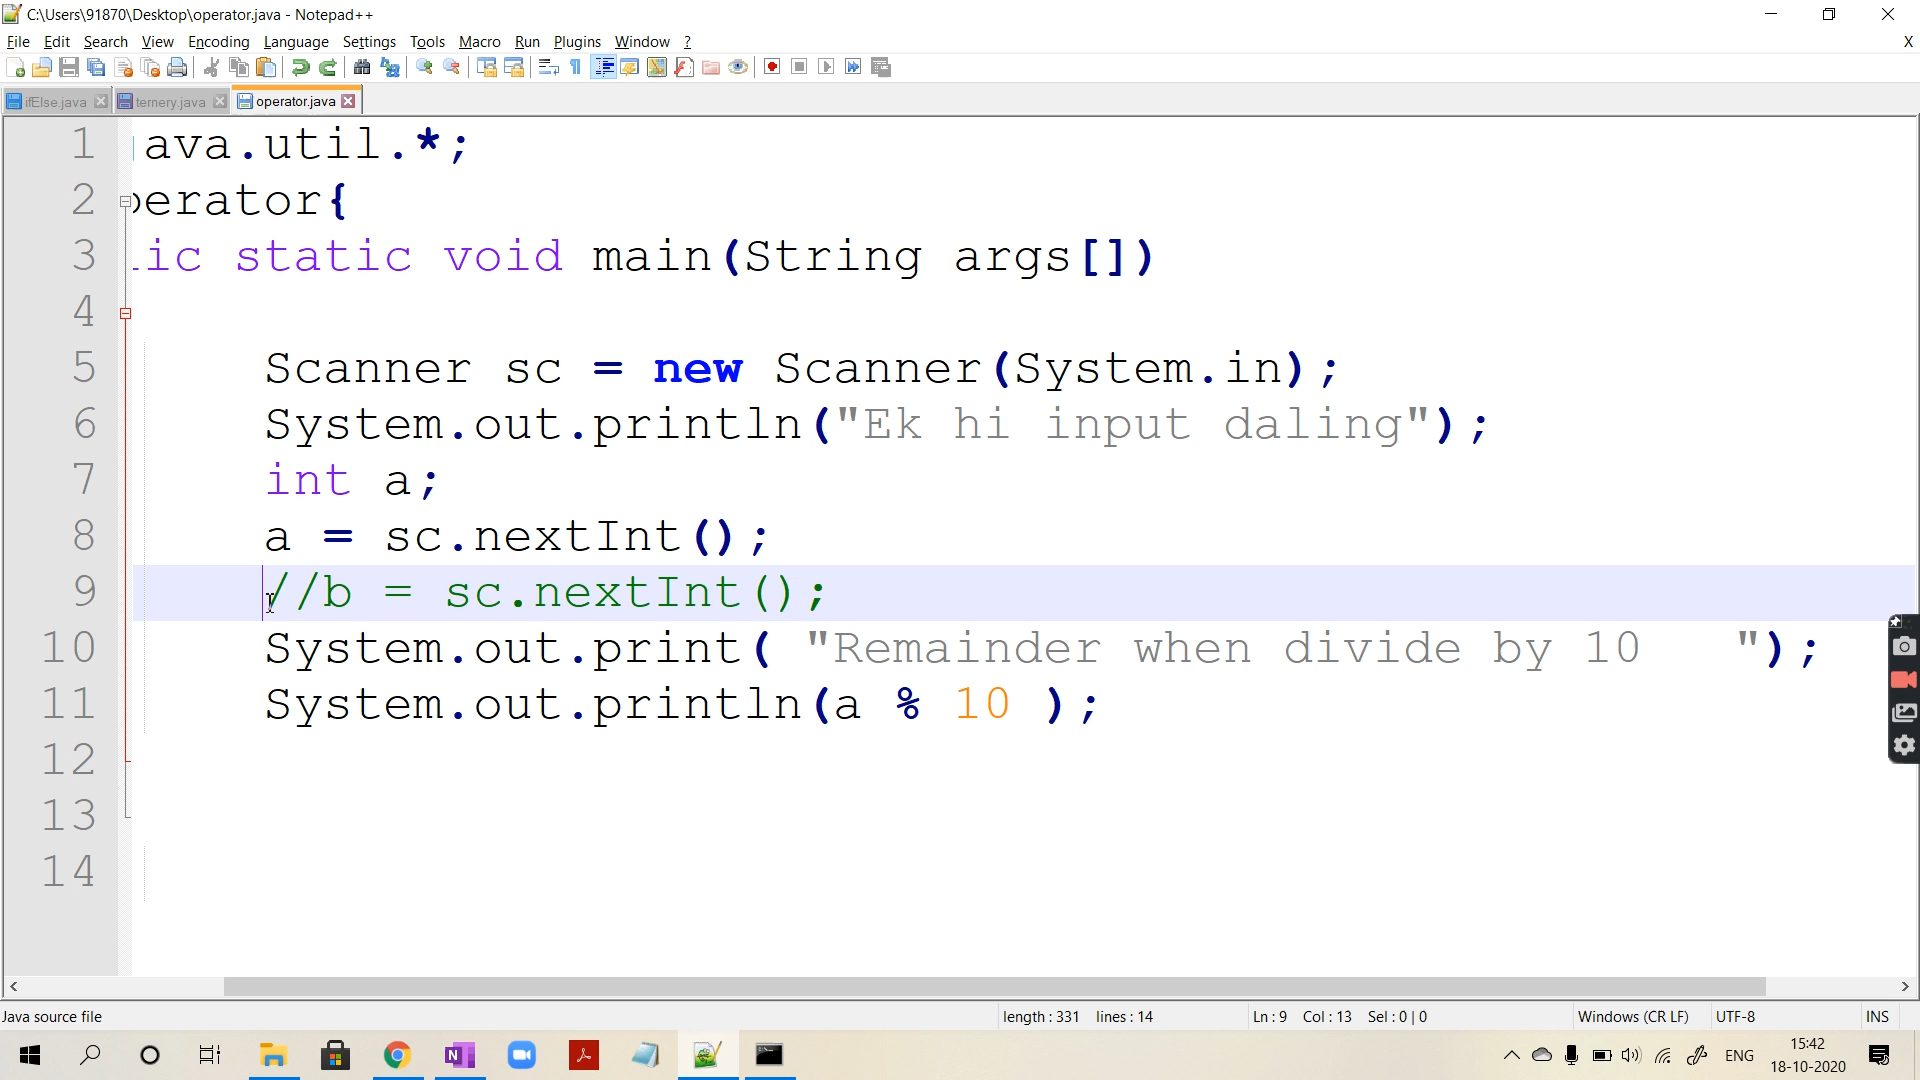 C:\Users\91870\Desktop\operator.java - Notepad++
File Edit Search View Encoding Language Settings Tools Macro Run Plugins Window ? X
ifElse.java ternery.java operator.java
1 ava.util.*;
2 perator{
3 lic static void main(String args[])
4
5 Scanner sc = new Scanner(System.in);
6 System.out.println("Ek hi input daling");
7 int a;
8 a = sc.nextInt();
9 //b = sc.nextInt();
10 System.out.print( "Remainder when divide by 10   ");
11 System.out.println(a % 10 );
12
13
14
Java source file length : 331 lines : 14 Ln : 9 Col : 13 Sel : 0 | 0 Windows (CR LF) UTF-8 INS
N ENG 15:42
18-10-2020